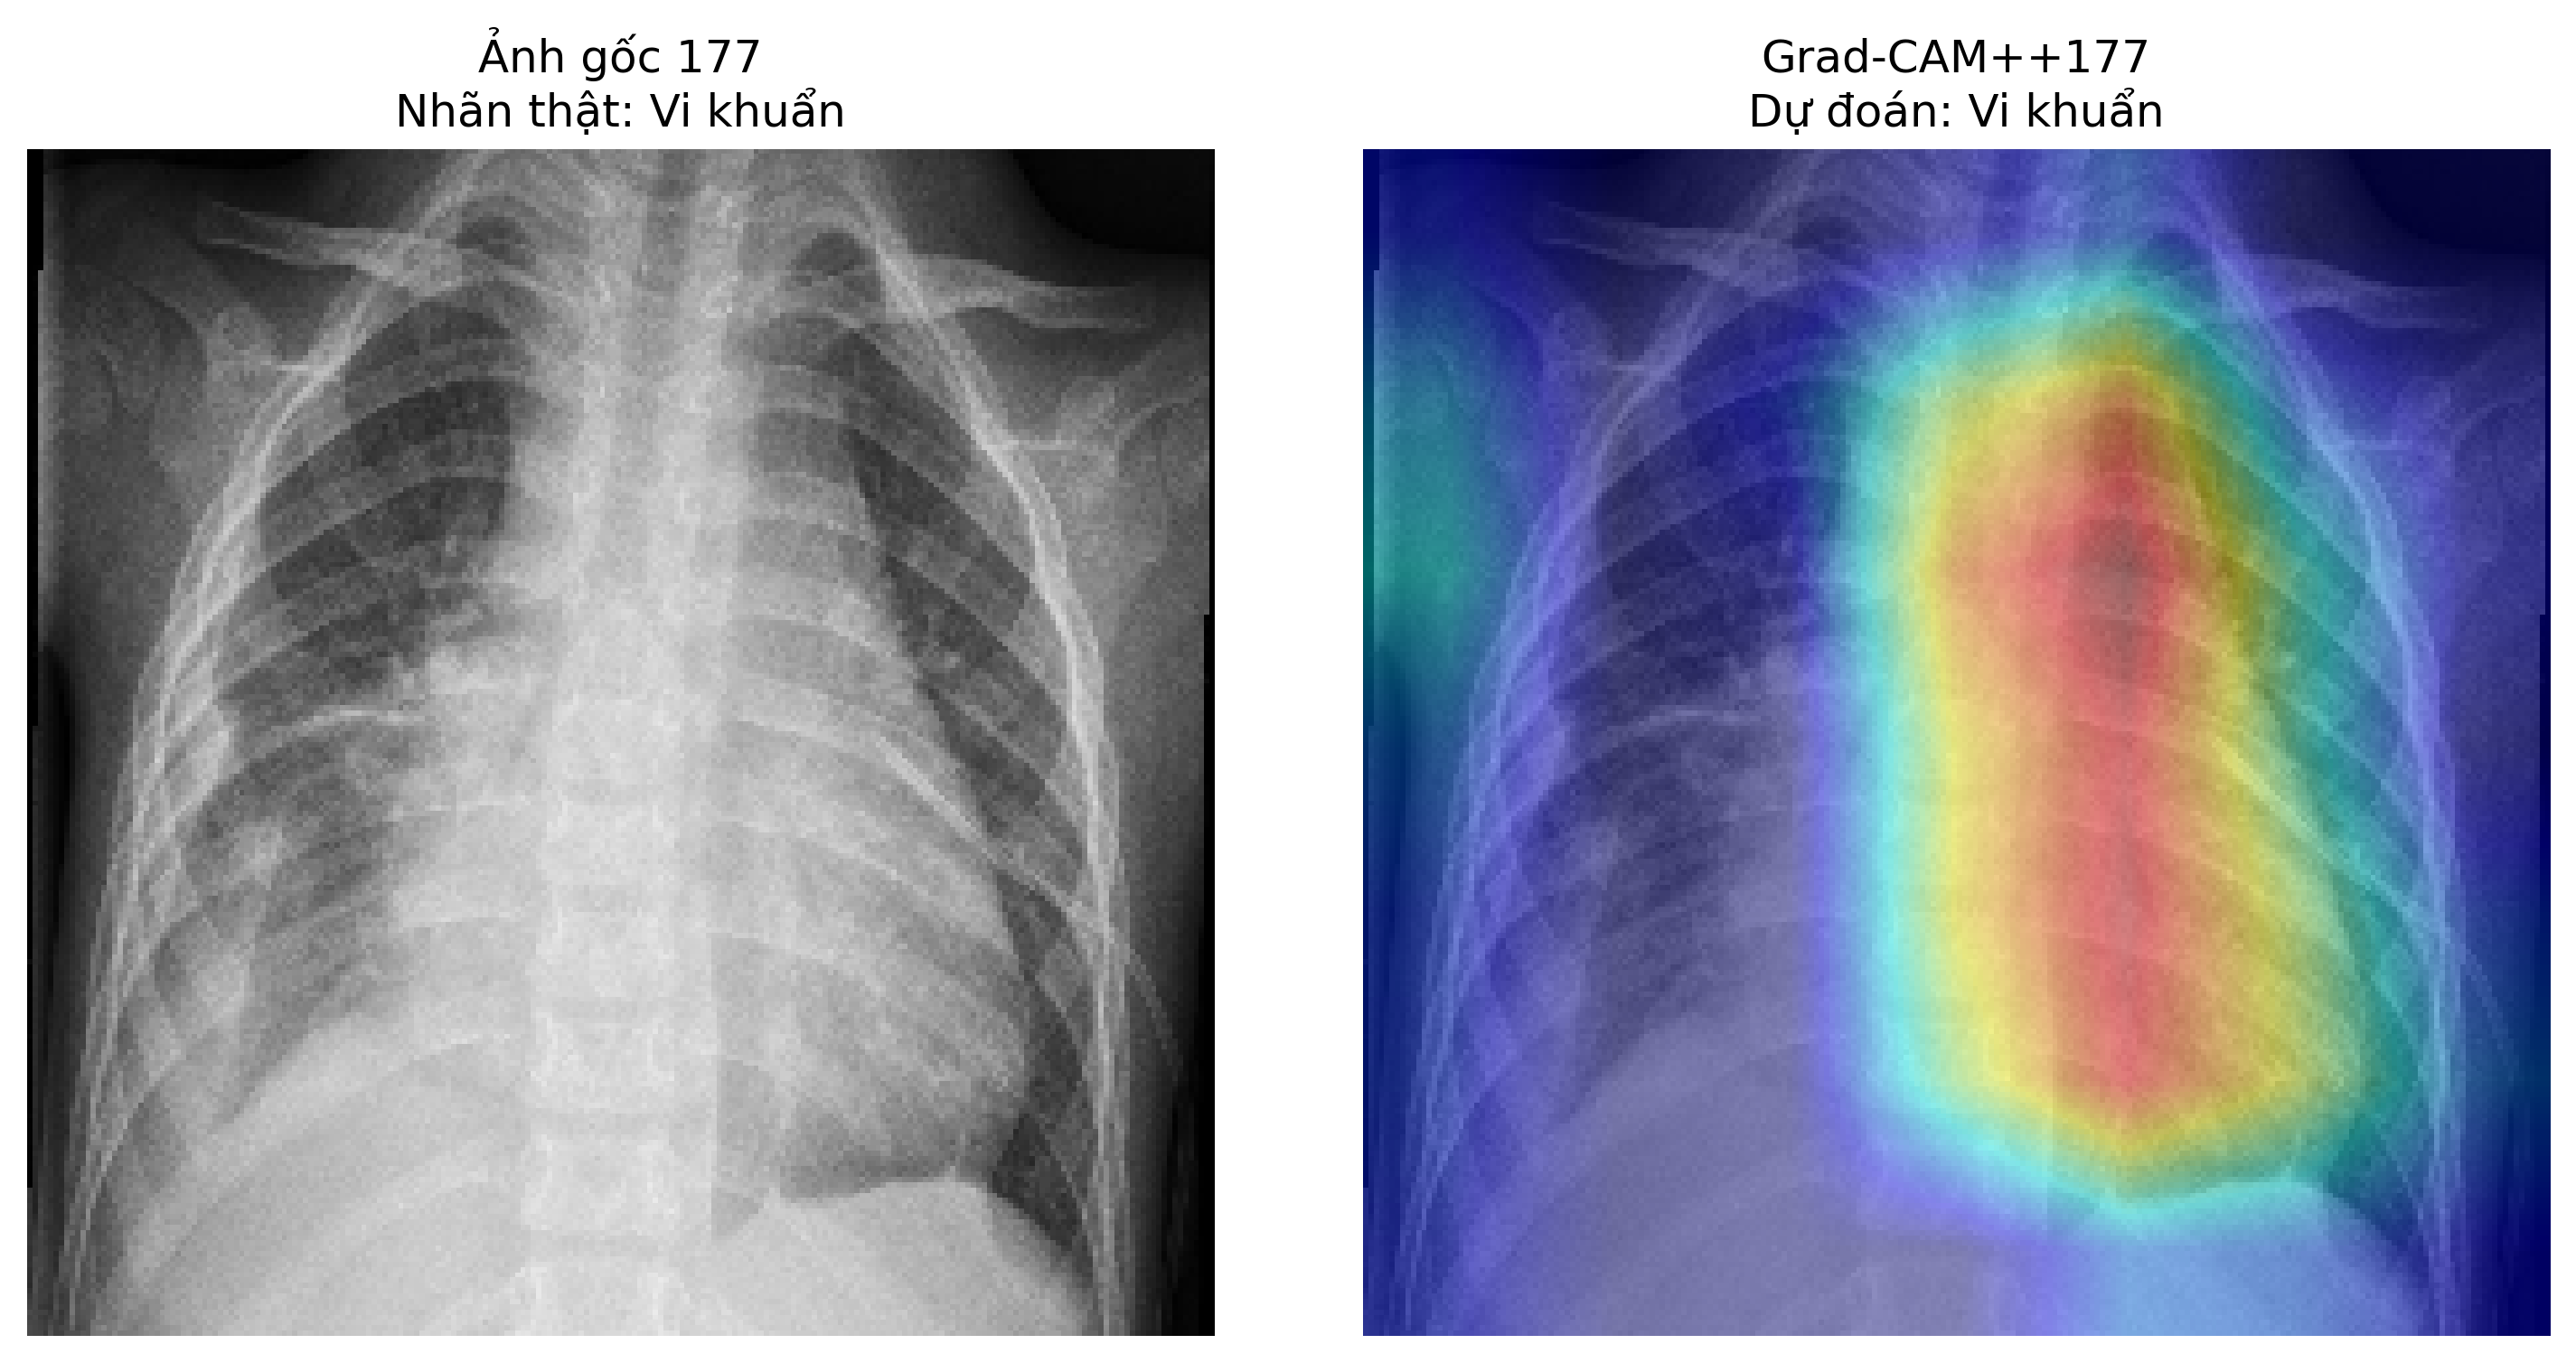 Ảnh gốc 177
Nhãn thật: Vi khuẩn
Grad-CAM++177
Dự đoán: Vi khuẩn